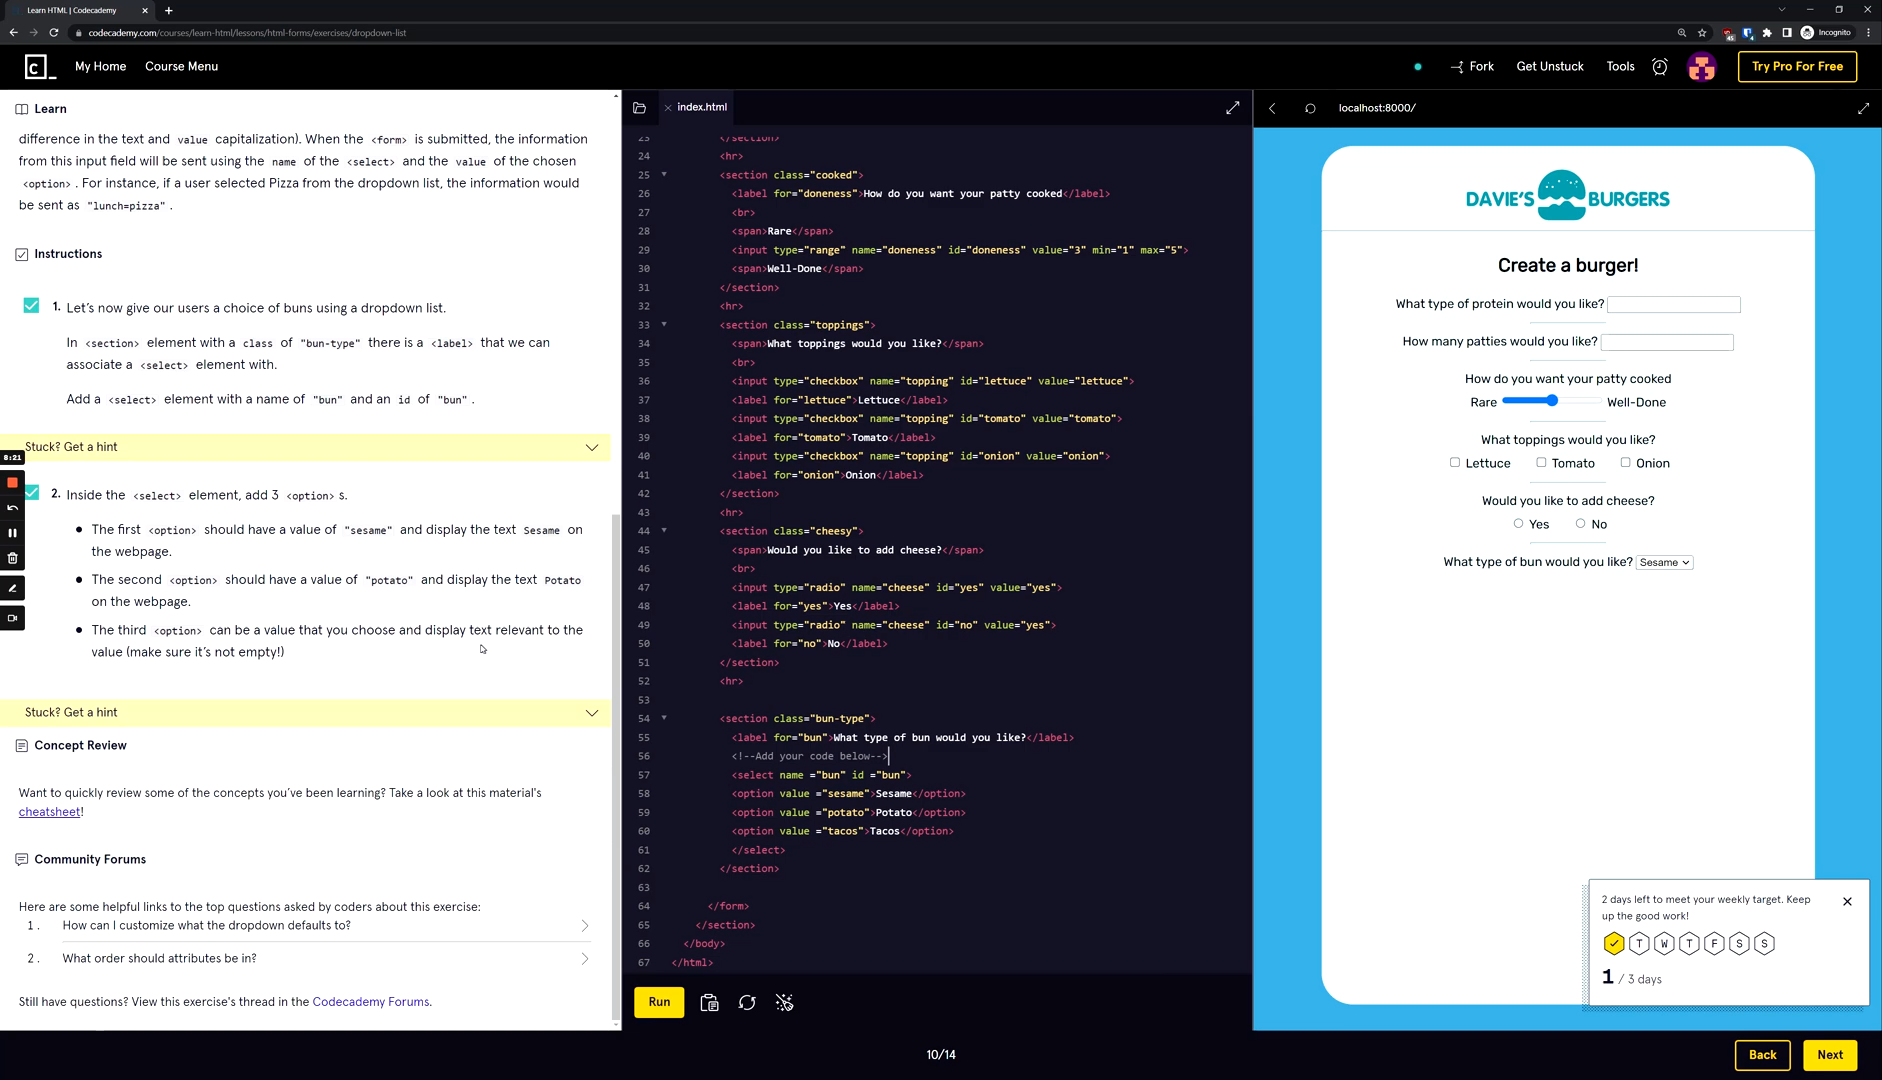 Learn HTML | Codecademy
codecademy.com/courses/learn-html/lessons/html-forms/exercises/dropdown-list
45
Incognito
c
My Home
Course Menu
Fork
Get Unstuck
Tools
Try Pro For Free
Learn
difference in the text and value capitalization). When the <form> is submitted, the information
from this input field will be sent using the name of the <select> and the value of the chosen
<option>. For instance, if a user selected Pizza from the dropdown list, the information would
be sent as "lunch=pizza".
Instructions
1. Let's now give our users a choice of buns using a dropdown list.
In <section> element with a class of "bun-type" there is a <label> that we can
associate a <select> element with.
Add a <select> element with a name of "bun" and an id of "bun".
Stuck? Get a hint
8:21
2. Inside the <select> element, add 3 <option> s.
The first <option> should have a value of "sesame" and display the text Sesame on
the webpage.
The second <option> should have a value of "potato" and display the text Potato
on the webpage.
The third <option> can be a value that you choose and display text relevant to the
value (make sure it's not empty!)
Stuck? Get a hint
Concept Review
Want to quickly review some of the concepts you've been learning? Take a look at this material's
cheatsheet!
Community Forums
Here are some helpful links to the top questions asked by coders about this exercise:
1. How can I customize what the dropdown defaults to?
2. What order should attributes be in?
Still have questions? View this exercise's thread in the Codecademy Forums.
index.html
23 </section>
24 <hr>
25 <section class="cooked">
26 <label for="doneness">How do you want your patty cooked</label>
27 <br>
28 <span>Rare</span>
29 <input type="range" name="doneness" id="doneness" value="3" min="1" max="5">
30 <span>Well-Done</span>
31 </section>
32 <hr>
33 <section class="toppings">
34 <span>What toppings would you like?</span>
35 <br>
36 <input type="checkbox" name="topping" id="lettuce" value="lettuce">
37 <label for="lettuce">Lettuce</label>
38 <input type="checkbox" name="topping" id="tomato" value="tomato">
39 <label for="tomato">Tomato</label>
40 <input type="checkbox" name="topping" id="onion" value="onion">
41 <label for="onion">Onion</label>
42 </section>
43 <hr>
44 <section class="cheesy">
45 <span>Would you like to add cheese?</span>
46 <br>
47 <input type="radio" name="cheese" id="yes" value="yes">
48 <label for="yes">Yes</label>
49 <input type="radio" name="cheese" id="no" value="yes">
50 <label for="no">No</label>
51 </section>
52 <hr>
53
54 <section class="bun-type">
55 <label for="bun">What type of bun would you like?</label>
56 <!--Add your code below-->
57 <select name ="bun" id ="bun">
58 <option value ="sesame">Sesame</option>
59 <option value ="potato">Potato</option>
60 <option value ="tacos">Tacos</option>
61 </select>
62 </section>
63
64 </form>
65 </section>
66 </body>
67 </html>
Run
localhost:8000/
DAVIE'S BURGERS
Create a burger!
What type of protein would you like?
How many patties would you like?
How do you want your patty cooked
Rare Well-Done
What toppings would you like?
Lettuce Tomato Onion
Would you like to add cheese?
Yes No
What type of bun would you like? Sesame
2 days left to meet your weekly target. Keep
up the good work!
T W T F S S
1 / 3 days
10/14
Back
Next